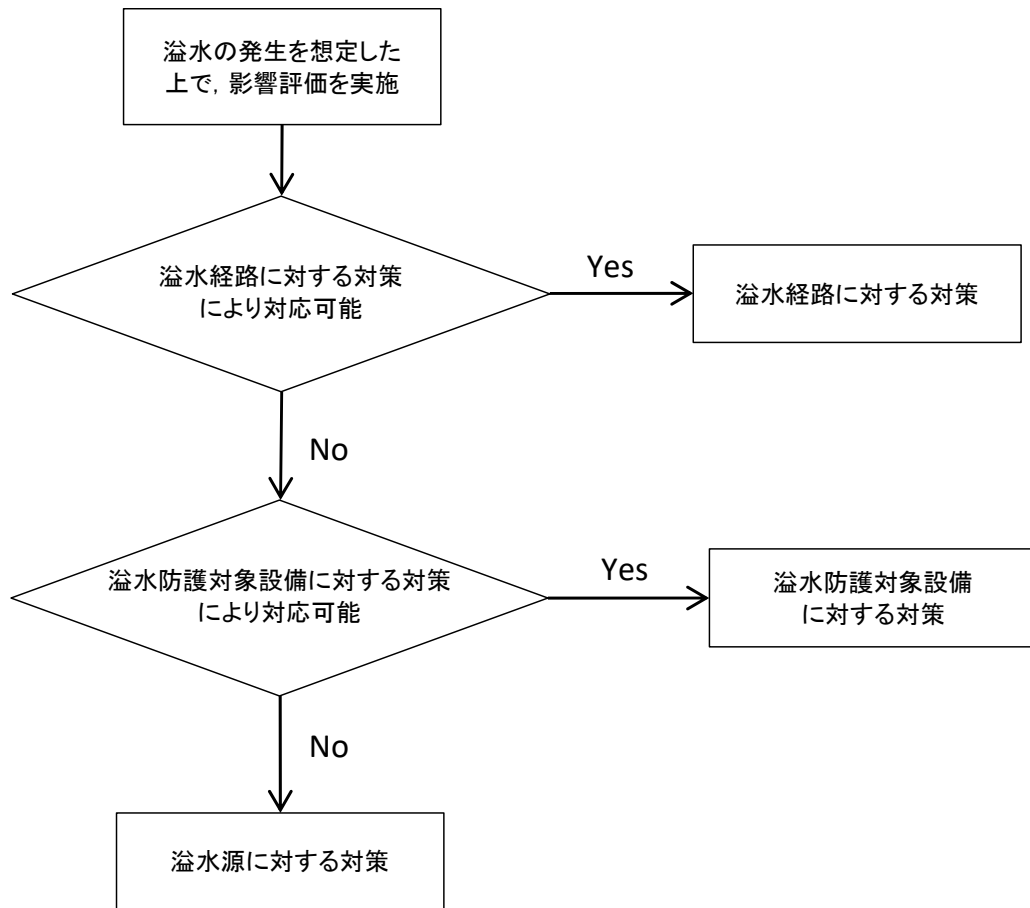 溢水の発生を想定した
上で，影響評価を実施
溢水経路に対する対策
により対応可能
Yes
溢水経路に対する対策
No
溢水防護対象設備に対する対策
により対応可能
Yes
溢水防護対象設備
に対する対策
No
溢水源に対する対策